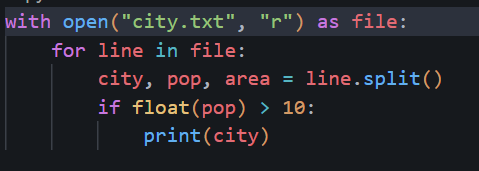 with open("city.txt", "r") as file:
    for line in file:
        city, pop, area = line.split()
        if float(pop) > 10:
            print(city)